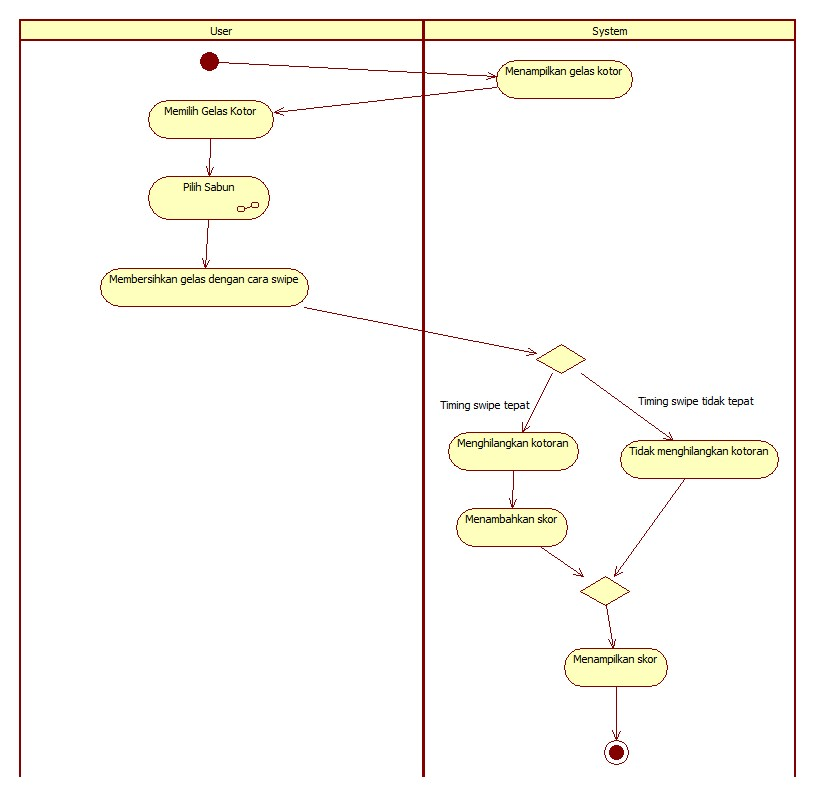 User
System
Menampilkan gelas kotor
Memilih Gelas Kotor
Pilih Sabun
Membersihkan gelas dengan cara swipe
Timing swipe tepat
Timing swipe tidak tepat
Menghilangkan kotoran
Tidak menghilangkan kotoran
Menambahkan skor
Menampilkan skor